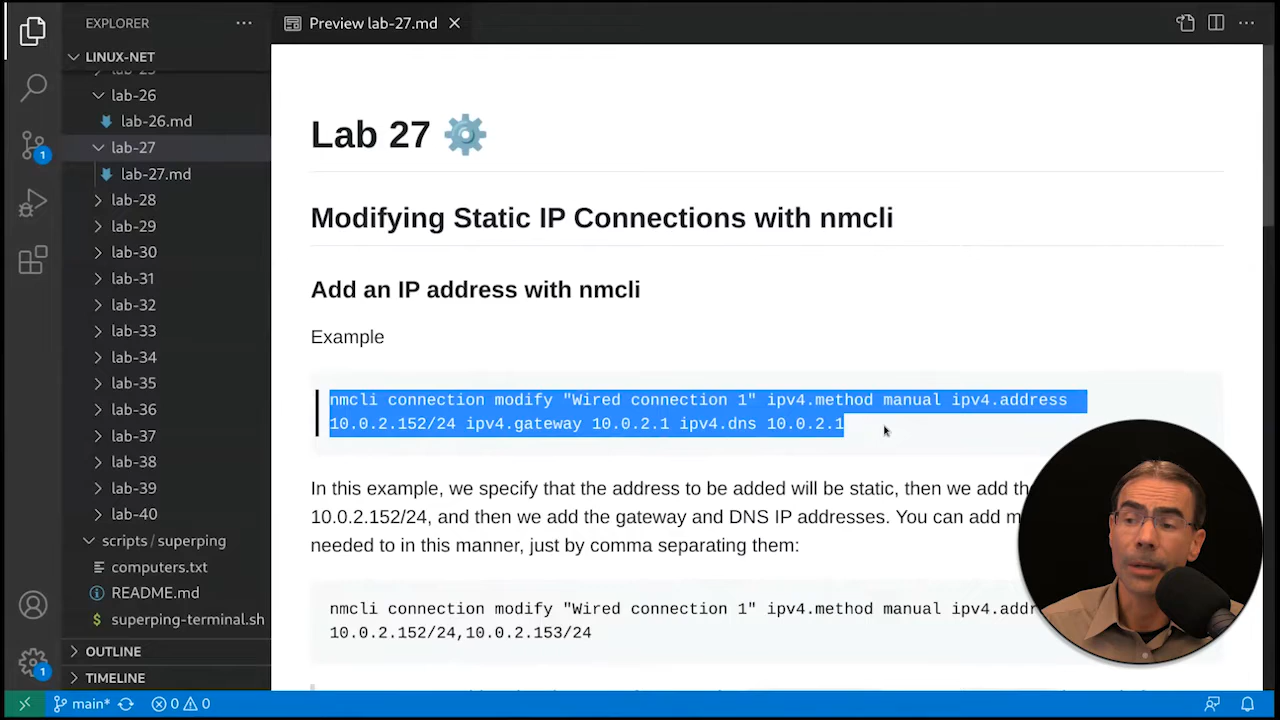 EXPLORER
LINUX-NET
lab-25
lab-26
lab-26.md
lab-27
lab-27.md
lab-28
lab-29
lab-30
lab-31
lab-32
lab-33
lab-34
lab-35
lab-36
lab-37
lab-38
lab-39
lab-40
scripts / superping
computers.txt
README.md
superping-terminal.sh
OUTLINE
TIMELINE
1
1
Preview lab-27.md
Lab 27
Modifying Static IP Connections with nmcli
Add an IP address with nmcli
Example
nmcli connection modify "Wired connection 1" ipv4.method manual ipv4.address
10.0.2.152/24 ipv4.gateway 10.0.2.1 ipv4.dns 10.0.2.1
In this example, we specify that the address to be added will be static, then we add
10.0.2.152/24, and then we add the gateway and DNS IP addresses. You can add
needed to in this manner, just by comma separating them:
nmcli connection modify "Wired connection 1" ipv4.method manual
10.0.2.152/24,10.0.2.153/24
main*
0
0